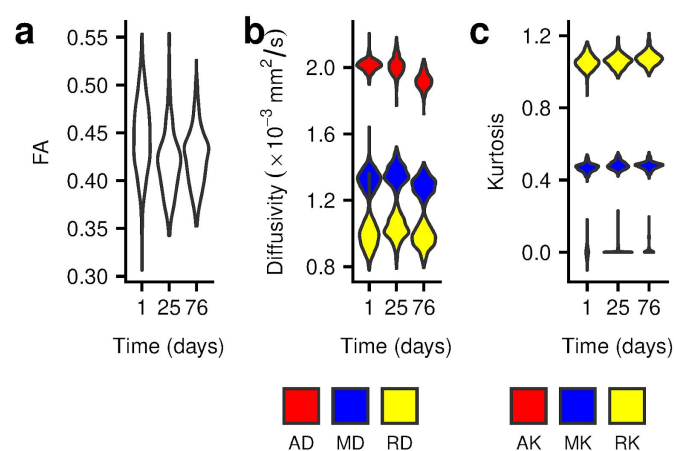 a
0.55
0.50
0.45
0.40
0.35
0.30
FA
1 25 76
Time (days)
b
2.0
1.6
1.2
0.8
Diffusivity (×10⁻³ mm²/s)
1 25 76
Time (days)
AD MD RD
c
1.2
0.8
0.4
0.0
Kurtosis
1 25 76
Time (days)
AK MK RK